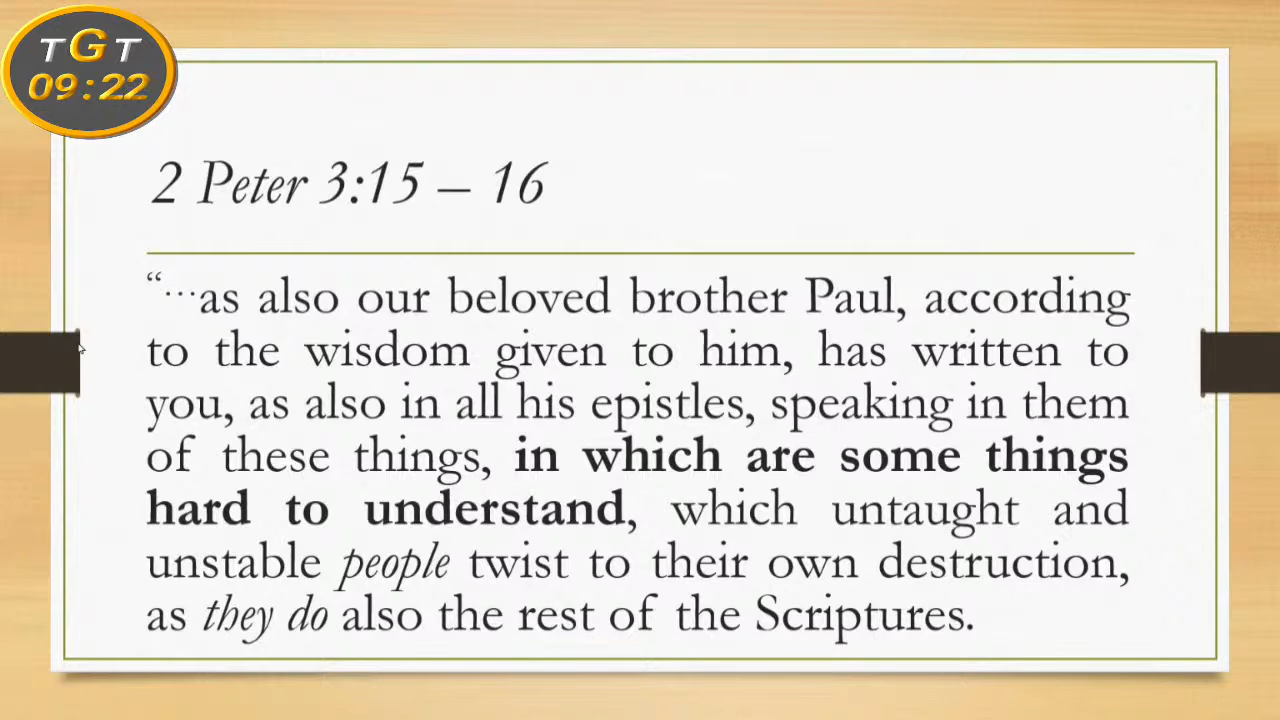 TGT
09:22
2 Peter 3:15 – 16
“…as also our beloved brother Paul, according
to the wisdom given to him, has written to
you, as also in all his epistles, speaking in them
of these things, in which are some things
hard to understand, which untaught and
unstable people twist to their own destruction,
as they do also the rest of the Scriptures.